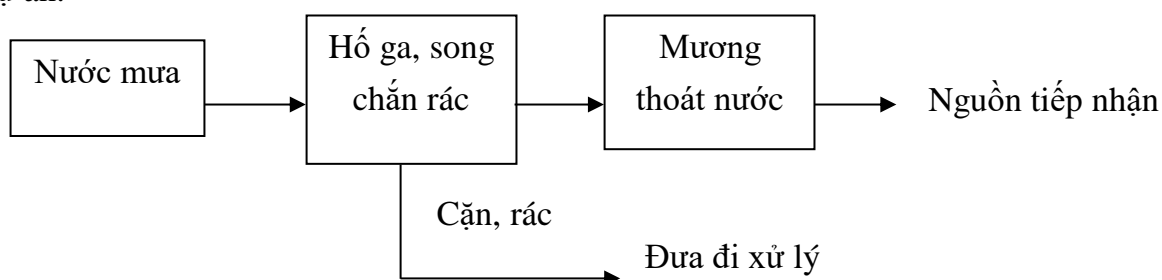 Nước mưa
Hố ga, song
chắn rác
Mương
thoát nước
Nguồn tiếp nhận
Cặn, rác
Đưa đi xử lý